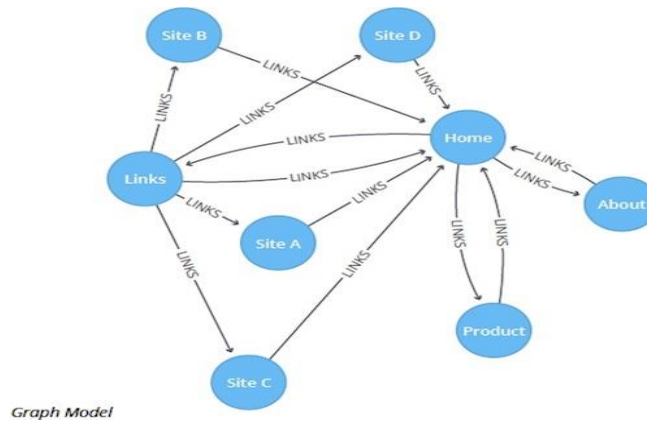 Site B
Site D
LINKS
LINKS
LINKS
LINKS
Home
LINKS
LINKS
LINKS
LINKS
Links
LINKS
LINKS
About
Site A
LINKS
LINKS
LINKS
LINKS
Product
Site C
Graph Model